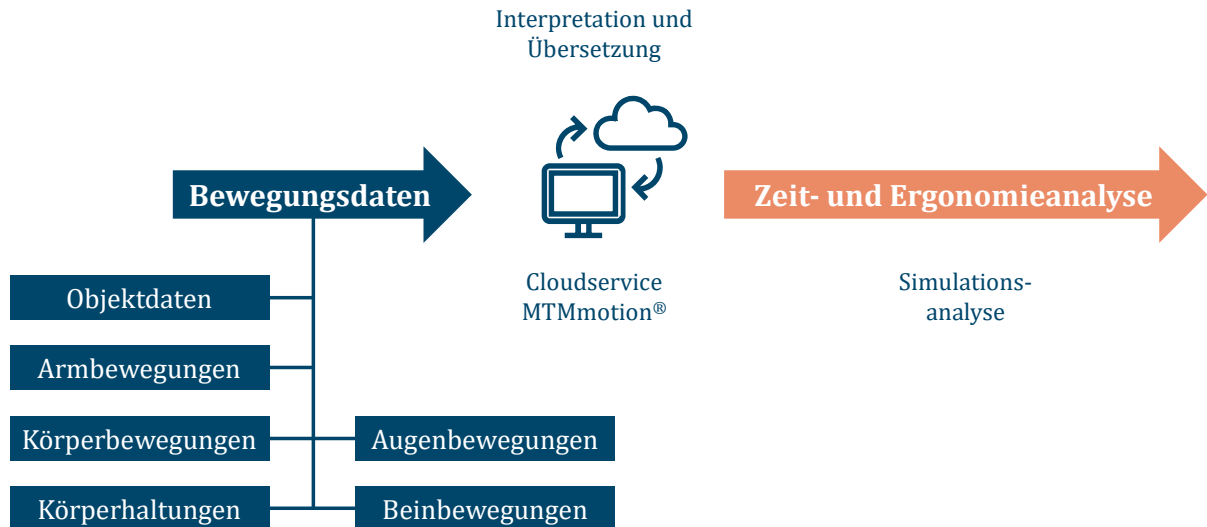 Interpretation und
Übersetzung
Bewegungsdaten
Zeit- und Ergonomieanalyse
Cloudservice
MTMmotion®
Simulations-
analyse
Objektdaten
Armbewegungen
Körperbewegungen
Augenbewegungen
Körperhaltungen
Beinbewegungen